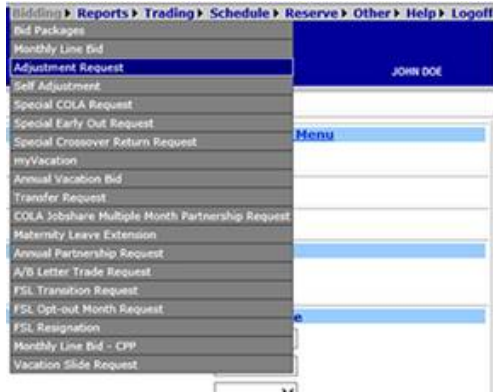 Bidding Reports Trading Schedule Reserve Other Help Logoff
Bid Packages
Monthly Line Bid
Adjustment Request
JOHN DOE
Self Adjustment
Special COLA Request
Special Early Out Request
Special Crossover Return Request
Menu
myVacation
Annual Vacation Bid
Transfer Request
COLA Jobshare Multiple Month Partnership Request
Maternity Leave Extension
Annual Partnership Request
A/B Letter Trade Request
FSL Transition Request
FSL Opt-out Month Request
FSL Resignation
Monthly Line Bid - CPP
Vacation Slide Request